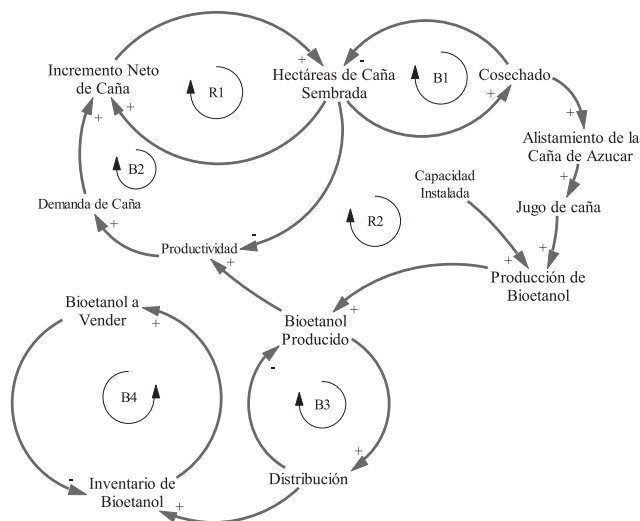 Incremento Neto
de Caña
R1
Hectáreas de Caña
Sembrada
B1
Cosechado
Alistamiento de la
Caña de Azucar
B2
Demanda de Caña
Capacidad
Instalada
Jugo de caña
R2
Productividad
Producción de
Bioetanol
Bioetanol a
Vender
Bioetanol
Producido
B4
B3
Inventario de
Bioetanol
Distribución
+
+
-
+
+
+
+
+
-
+
+
+
+
+
+
-
+
-
+